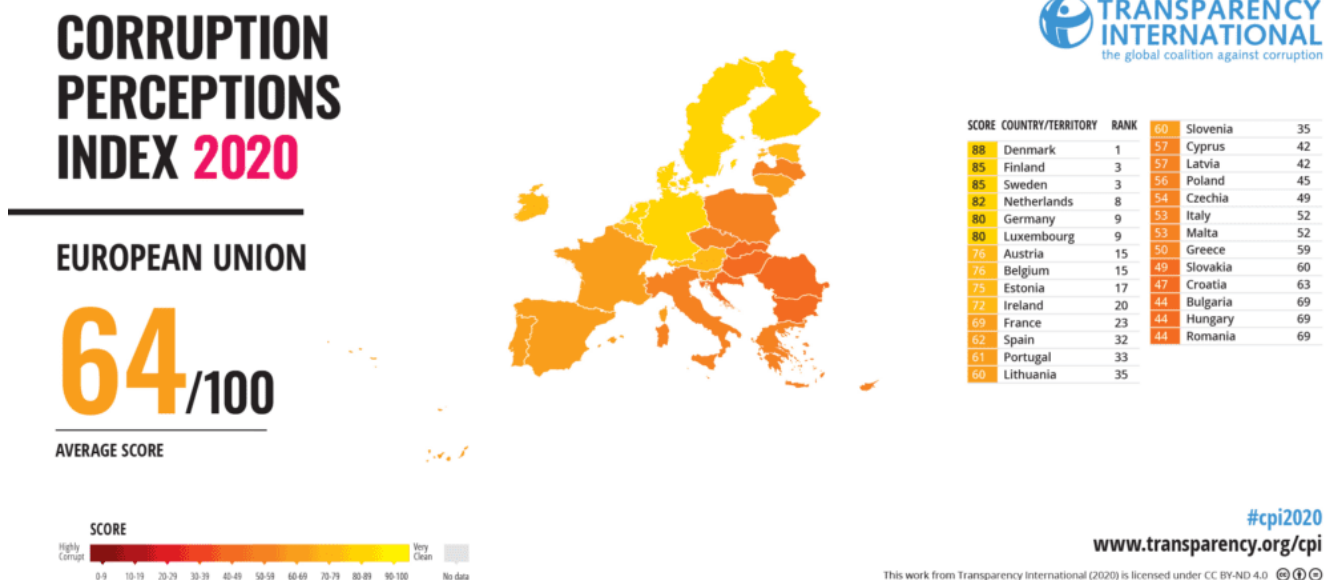 CORRUPTION
PERCEPTIONS
INDEX 2020
EUROPEAN UNION
64/100
AVERAGE SCORE
SCORE
Highly
Corrupt
Very
Clean
0-9 10-19 20-29 30-39 40-49 50-59 60-69 70-79 80-89 90-100 No data
TRANSPARENCY
INTERNATIONAL
the global coalition against corruption
SCORE COUNTRY/TERRITORY RANK
88 Denmark 1
85 Finland 3
85 Sweden 3
82 Netherlands 8
80 Germany 9
80 Luxembourg 9
76 Austria 15
76 Belgium 15
75 Estonia 17
72 Ireland 20
69 France 23
62 Spain 32
61 Portugal 33
60 Lithuania 35
60 Slovenia 35
57 Cyprus 42
57 Latvia 42
56 Poland 45
54 Czechia 49
53 Italy 52
53 Malta 52
50 Greece 59
49 Slovakia 60
47 Croatia 63
44 Bulgaria 69
44 Hungary 69
44 Romania 69
#cpi2020
www.transparency.org/cpi
This work from Transparency International (2020) is licensed under CC BY-ND 4.0